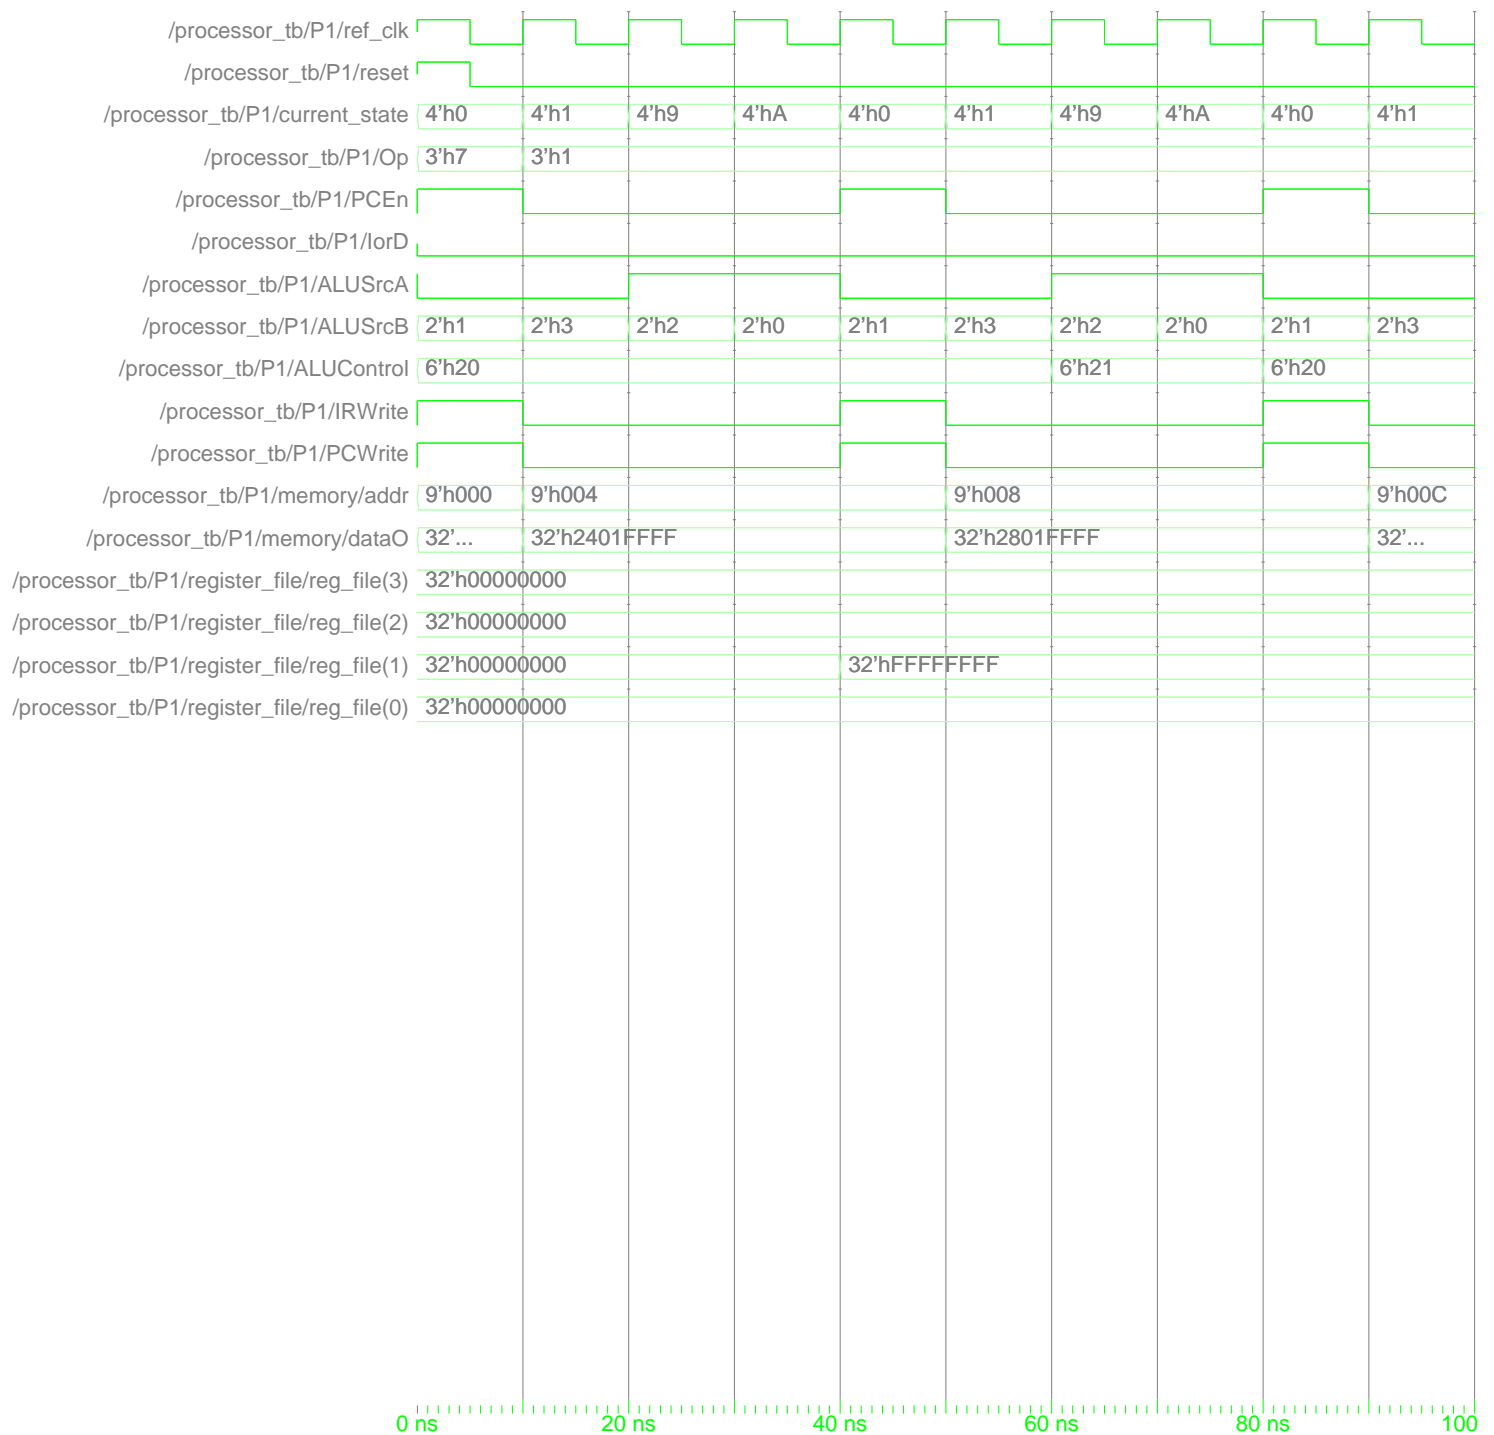 /processor_tb/P1/ref_clk
/processor_tb/P1/reset
/processor_tb/P1/current_state 4'h0 4'h1 4'h9 4'hA 4'h0 4'h1 4'h9 4'hA 4'h0 4'h1
/processor_tb/P1/Op 3'h7 3'h1
/processor_tb/P1/PCEn
/processor_tb/P1/IorD
/processor_tb/P1/ALUSrcA
/processor_tb/P1/ALUSrcB 2'h1 2'h3 2'h2 2'h0 2'h1 2'h3 2'h2 2'h0 2'h1 2'h3
/processor_tb/P1/ALUControl 6'h20 6'h21 6'h20
/processor_tb/P1/IRWrite
/processor_tb/P1/PCWrite
/processor_tb/P1/memory/addr 9'h000 9'h004 9'h008 9'h00C
/processor_tb/P1/memory/dataO 32'... 32'h2401FFFF 32'h2801FFFF 32'...
/processor_tb/P1/register_file/reg_file(3) 32'h00000000
/processor_tb/P1/register_file/reg_file(2) 32'h00000000
/processor_tb/P1/register_file/reg_file(1) 32'h00000000 32'hFFFFFFFF
/processor_tb/P1/register_file/reg_file(0) 32'h00000000
0 ns 20 ns 40 ns 60 ns 80 ns 100